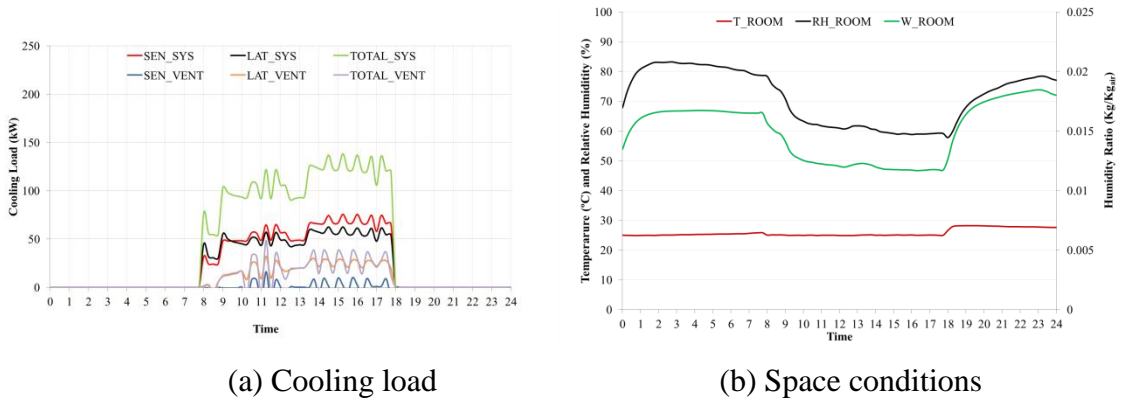 250
200
150
100
50
0
Cooling Load (kW)
SEN_SYS LAT_SYS TOTAL_SYS
SEN_VENT LAT_VENT TOTAL_VENT
0 1 2 3 4 5 6 7 8 9 10 11 12 13 14 15 16 17 18 19 20 21 22 23 24
Time
(a) Cooling load
100
90
80
70
60
50
40
30
20
10
0
Temperarure (°C) and Relative Humiditity (%)
T_ROOM RH_ROOM W_ROOM
0.025
0.02
0.015
0.01
0.005
0
Humidity Ratio (Kg/Kgair)
0 1 2 3 4 5 6 7 8 9 10 11 12 13 14 15 16 17 18 19 20 21 22 23 24
Time
(b) Space conditions